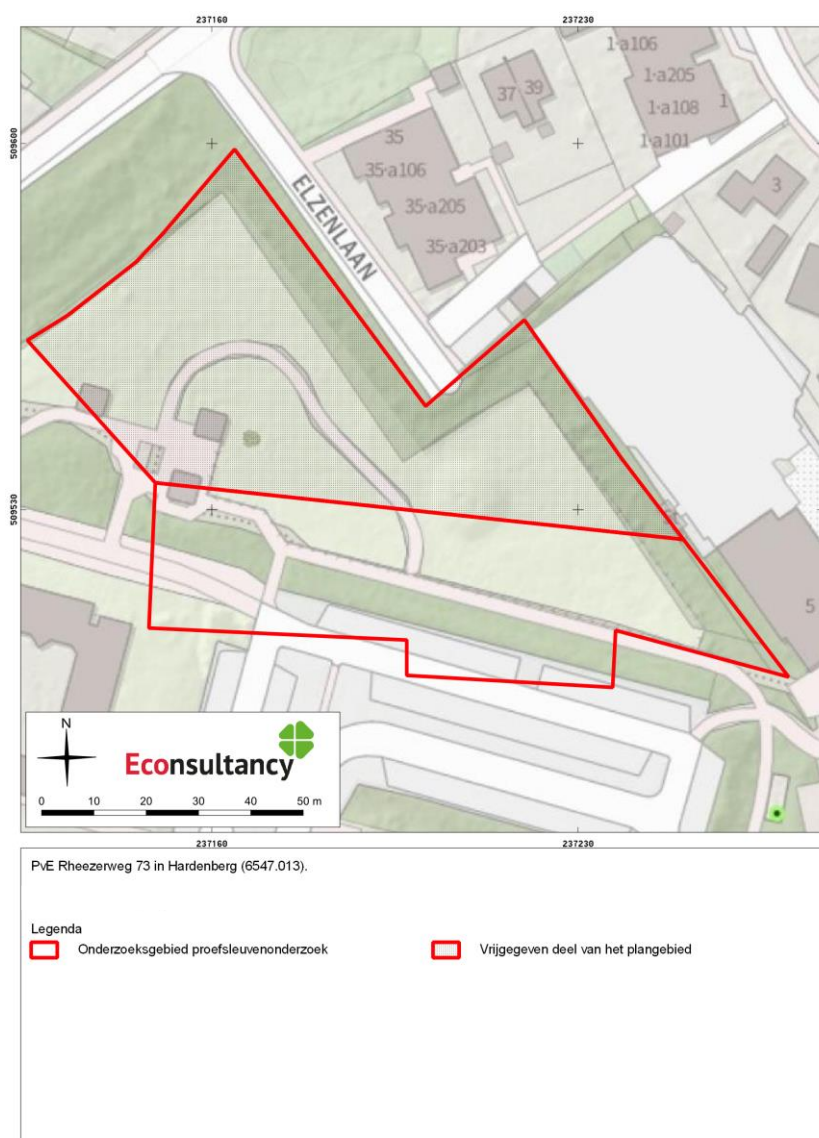 237160
237230
509600
509530
1-a106
1-a205
1-a108
1
1-a101
37
39
35
35-a106
35-a205
35-a203
ELZENLAAN
3
5
N
Econsultancy
0 10 20 30 40 50 m
237160
237230
PvE Rheezerweg 73 in Hardenberg (6547.013).
Legenda
Onderzoeksgebied proefsleuvenonderzoek
Vrijgegeven deel van het plangebied